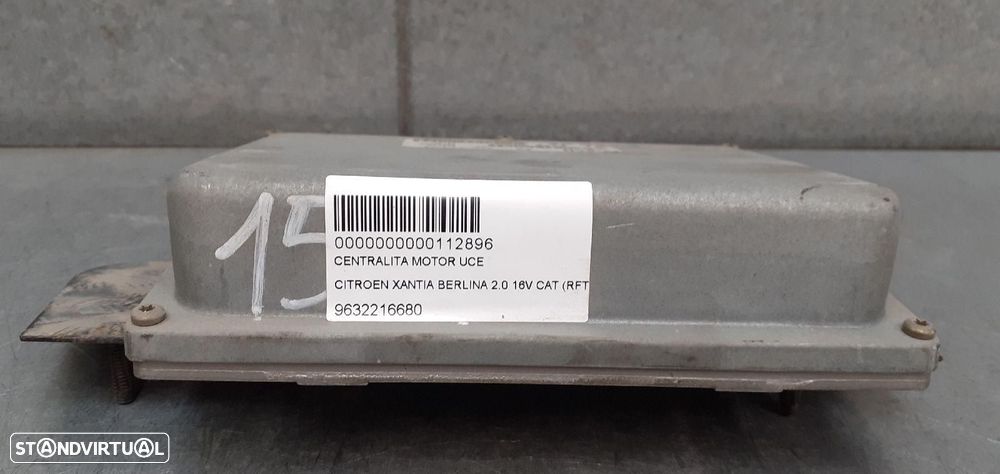 15
0000000000112896
CENTRALITA MOTOR UCE
CITROEN XANTIA BERLINA 2.0 16V CAT (RFT
9632216680
STANDVIRTUAL